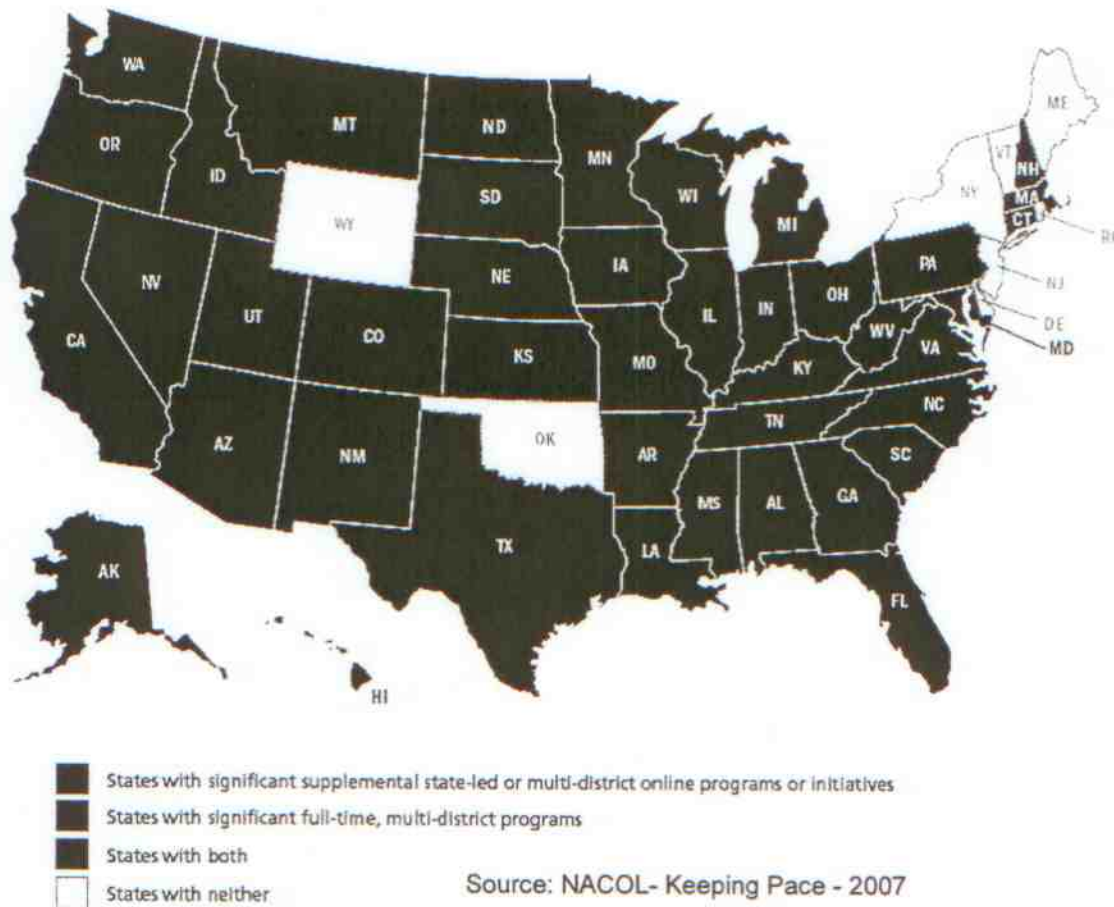 WA
MT
ND
MN
ME
OR
ID
SD
WI
VT
NH
NY
MA
WY
MI
CT
NE
IA
PA
NJ
NV
UT
CO
IL
IN
OH
WV
DE
MD
CA
KS
MO
KY
VA
AZ
NM
OK
AR
TN
NC
SC
MS
AL
GA
TX
LA
AK
FL
HI
States with significant supplemental state-led or multi-district online programs or initiatives
States with significant full-time, multi-district programs
States with both
States with neither
Source: NACOL- Keeping Pace - 2007